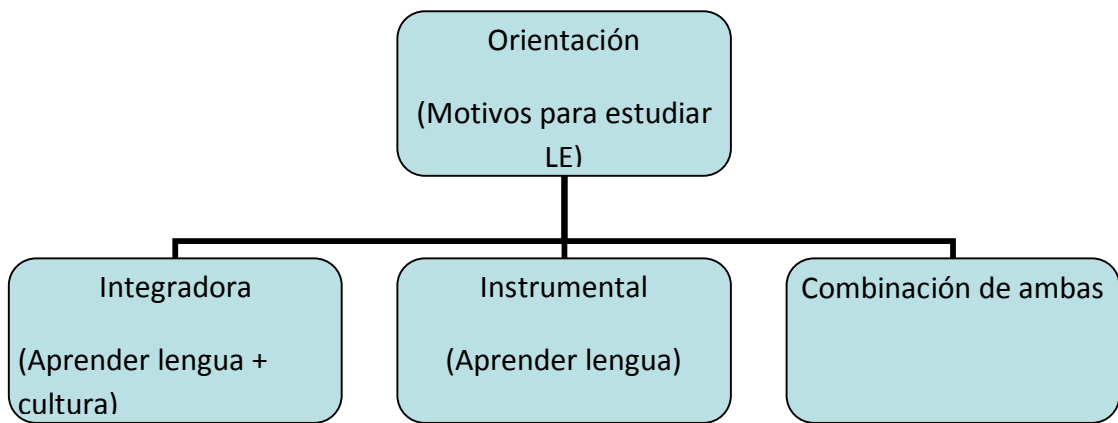 Orientación
(Motivos para estudiar
LE)
Integradora
(Aprender lengua +
cultura)
Instrumental
(Aprender lengua)
Combinación de ambas